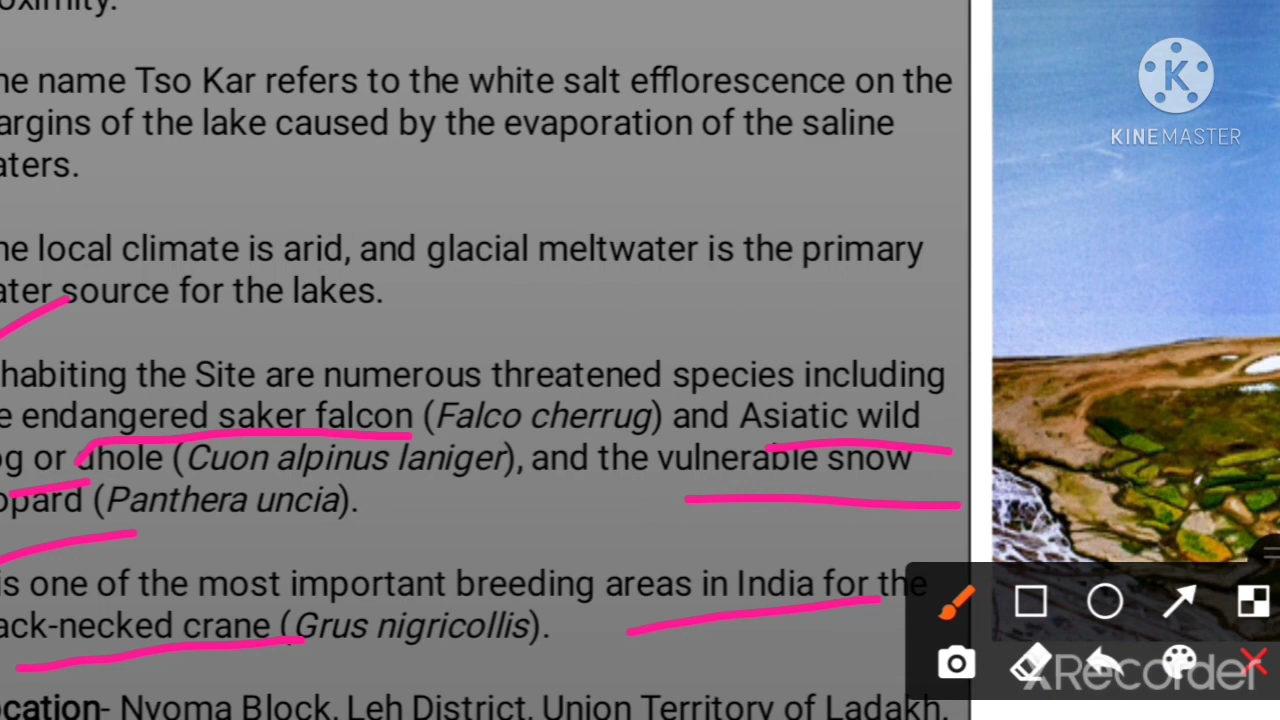 oximity.
he name Tso Kar refers to the white salt efflorescence on the
argins of the lake caused by the evaporation of the saline
aters.
he local climate is arid, and glacial meltwater is the primary
ater source for the lakes.
habiting the Site are numerous threatened species including
e endangered saker falcon (Falco cherrug) and Asiatic wild
og or dhole (Cuon alpinus laniger), and the vulnerable snow
opard (Panthera uncia).
is one of the most important breeding areas in India for the
ack-necked crane (Grus nigricollis).
ocation- Nyoma Block, Leh District, Union Territory of Ladakh,
K
KINEMASTER
XRecorder